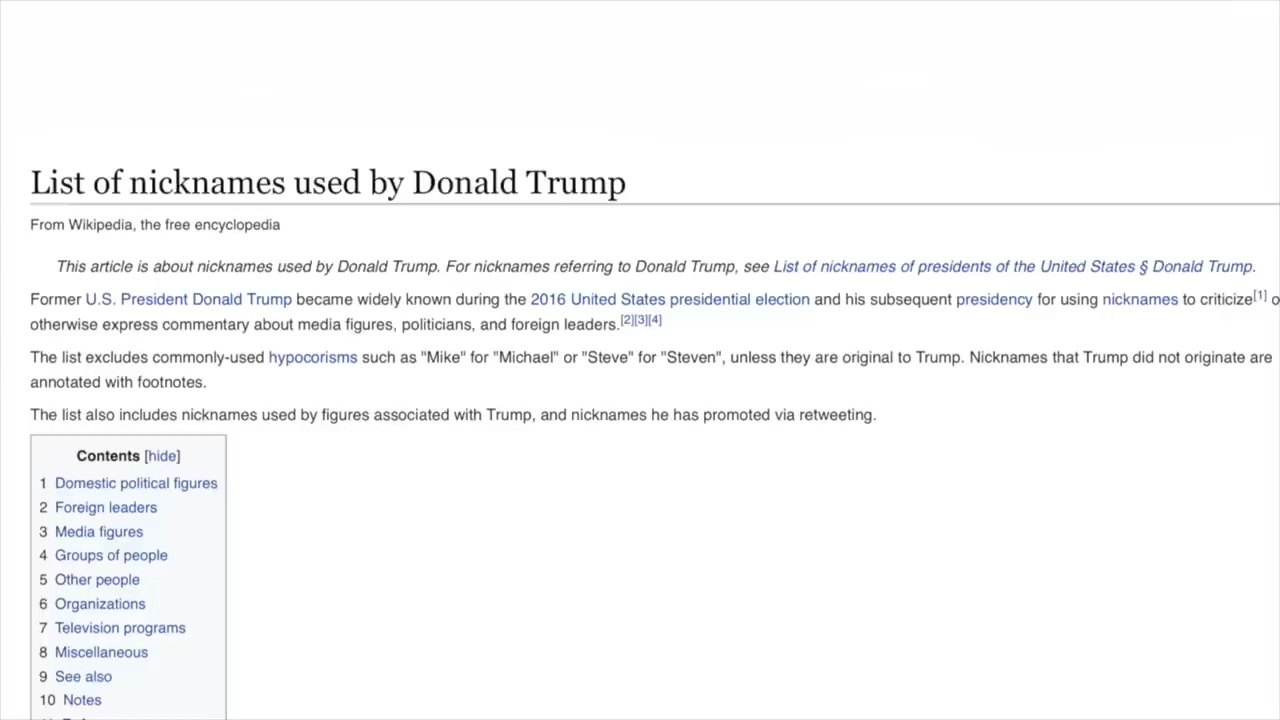 List of nicknames used by Donald Trump
From Wikipedia, the free encyclopedia
This article is about nicknames used by Donald Trump. For nicknames referring to Donald Trump, see List of nicknames of presidents of the United States § Donald Trump.
Former U.S. President Donald Trump became widely known during the 2016 United States presidential election and his subsequent presidency for using nicknames to criticize[1]
otherwise express commentary about media figures, politicians, and foreign leaders.[2][3][4]
The list excludes commonly-used hypocorisms such as "Mike" for "Michael" or "Steve" for "Steven", unless they are original to Trump. Nicknames that Trump did not originate are
annotated with footnotes.
The list also includes nicknames used by figures associated with Trump, and nicknames he has promoted via retweeting.
Contents [hide]
1 Domestic political figures
2 Foreign leaders
3 Media figures
4 Groups of people
5 Other people
6 Organizations
7 Television programs
8 Miscellaneous
9 See also
10 Notes